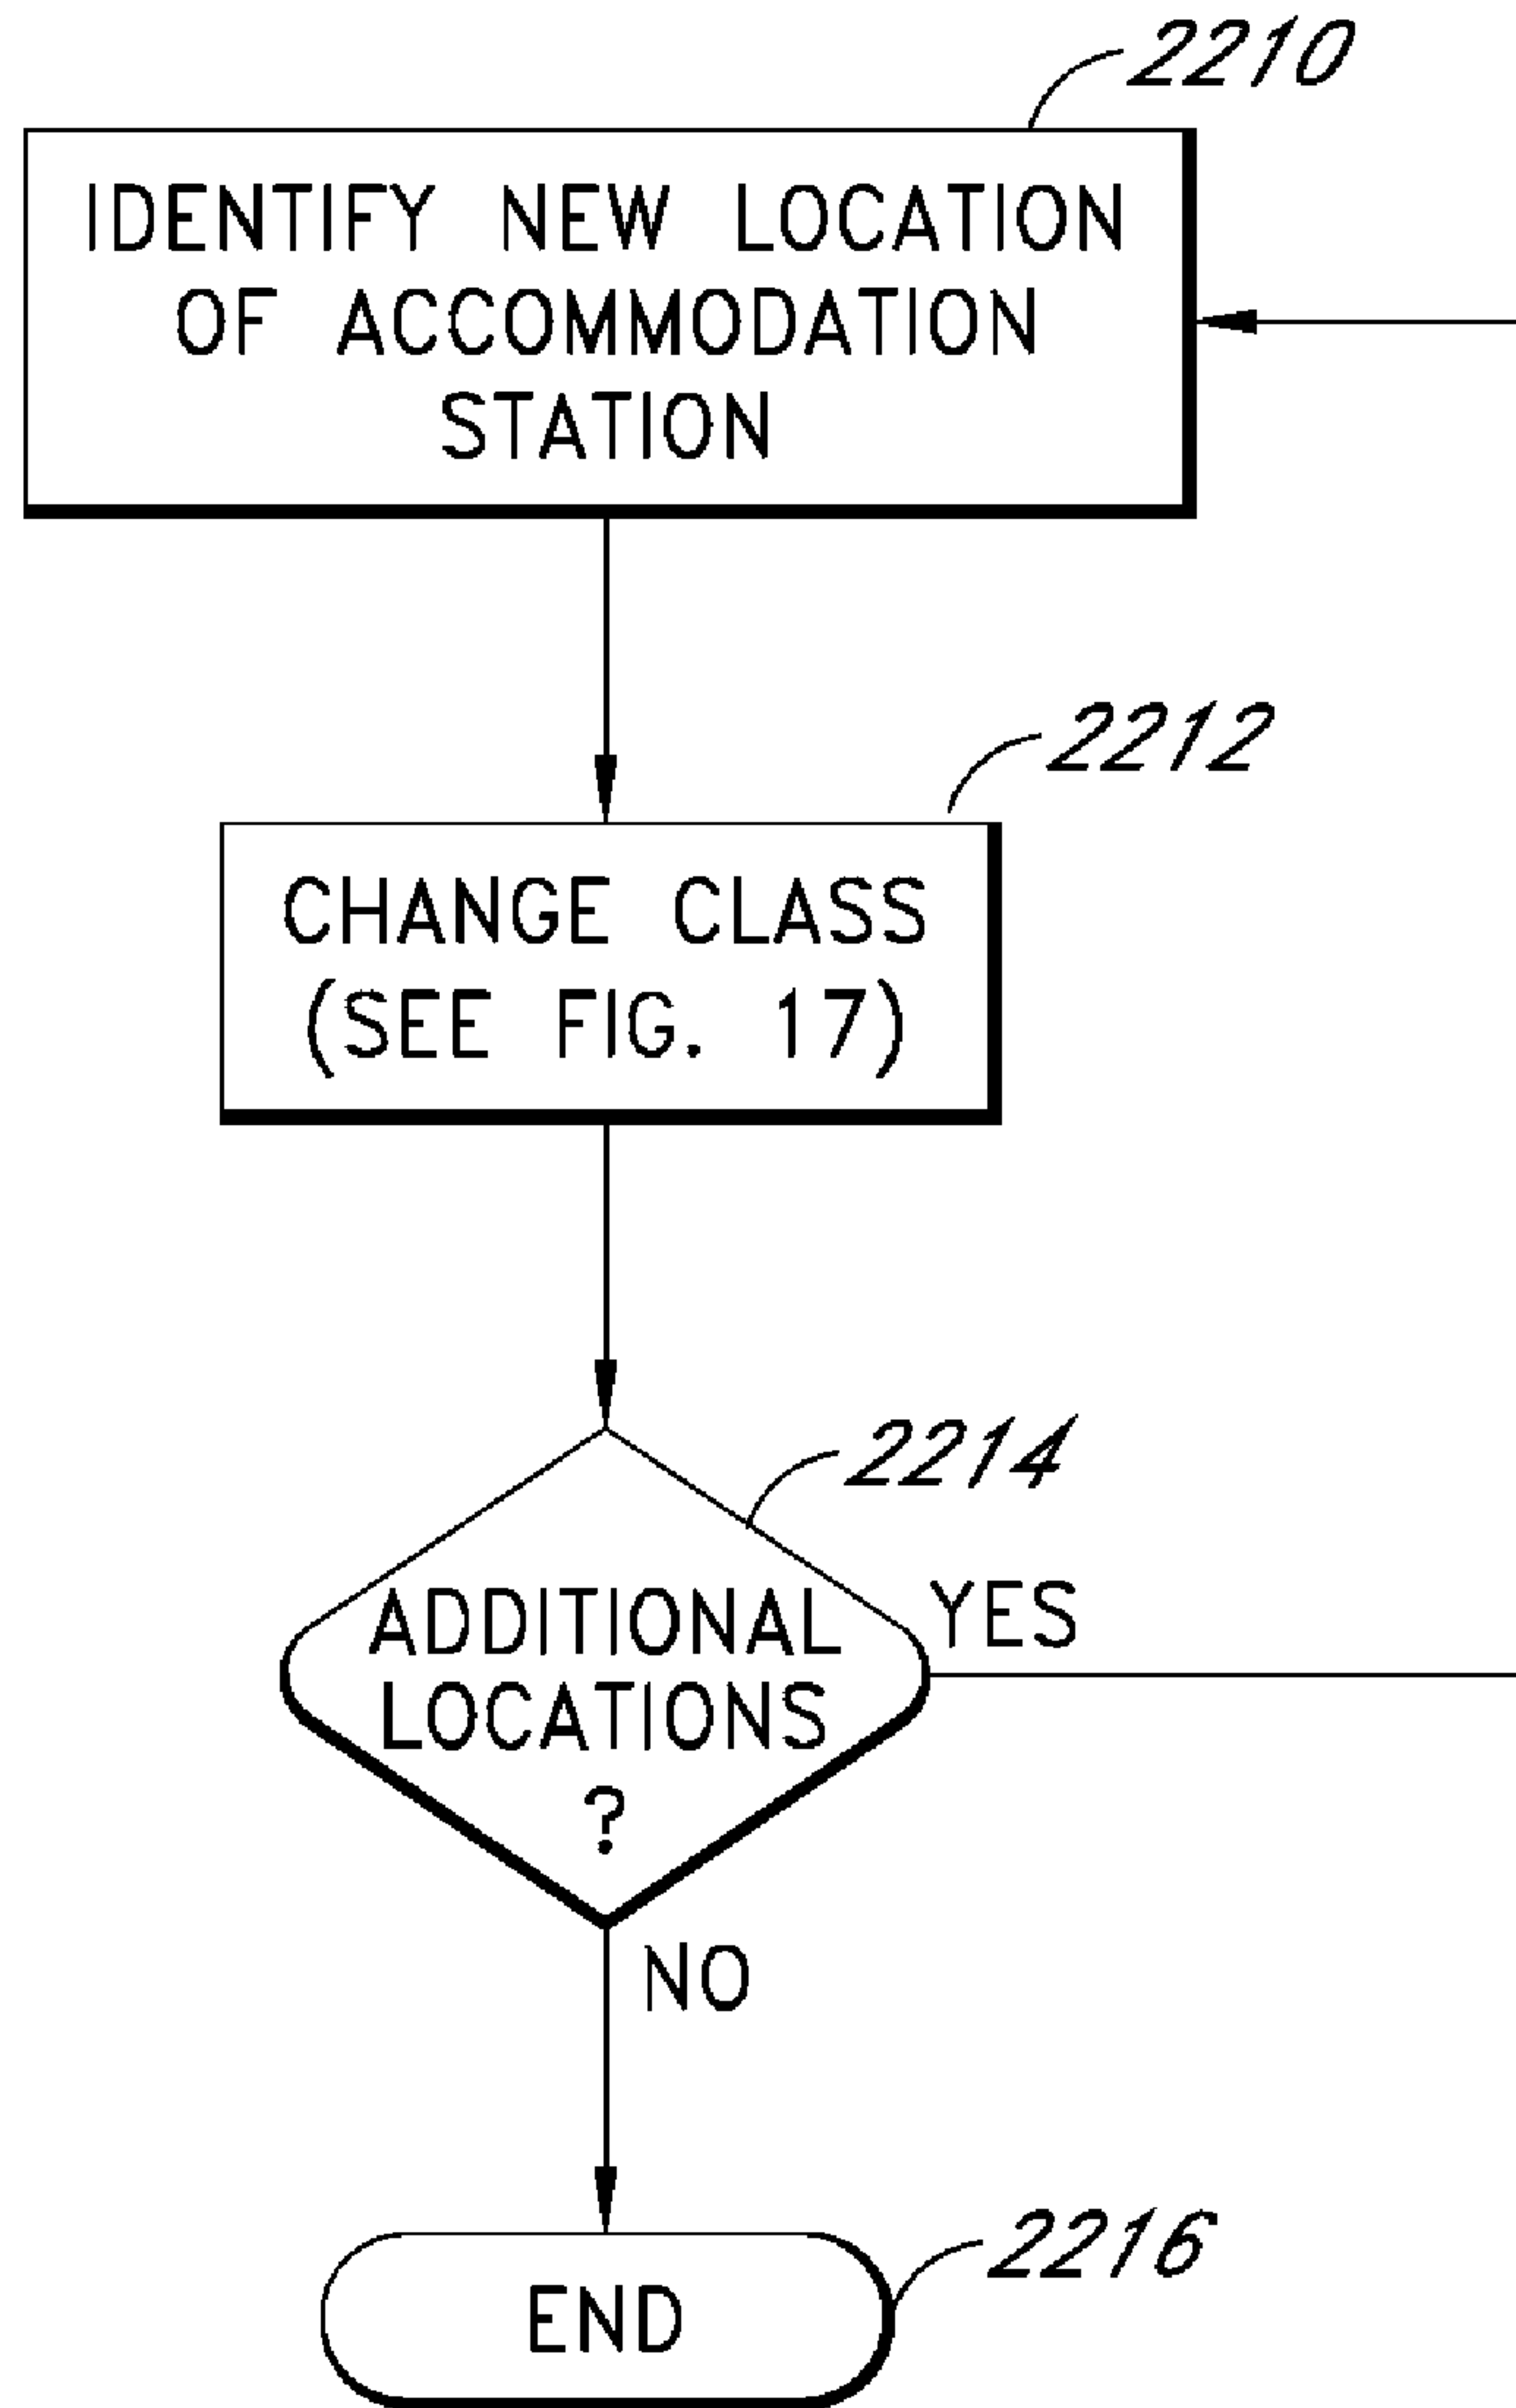 2210
IDENTIFY NEW LOCATION
OF ACCOMMODATION
STATION
2212
CHANGE CLASS
(SEE FIG. 17)
2214
ADDITIONAL
LOCATIONS
?
YES
NO
2216
END